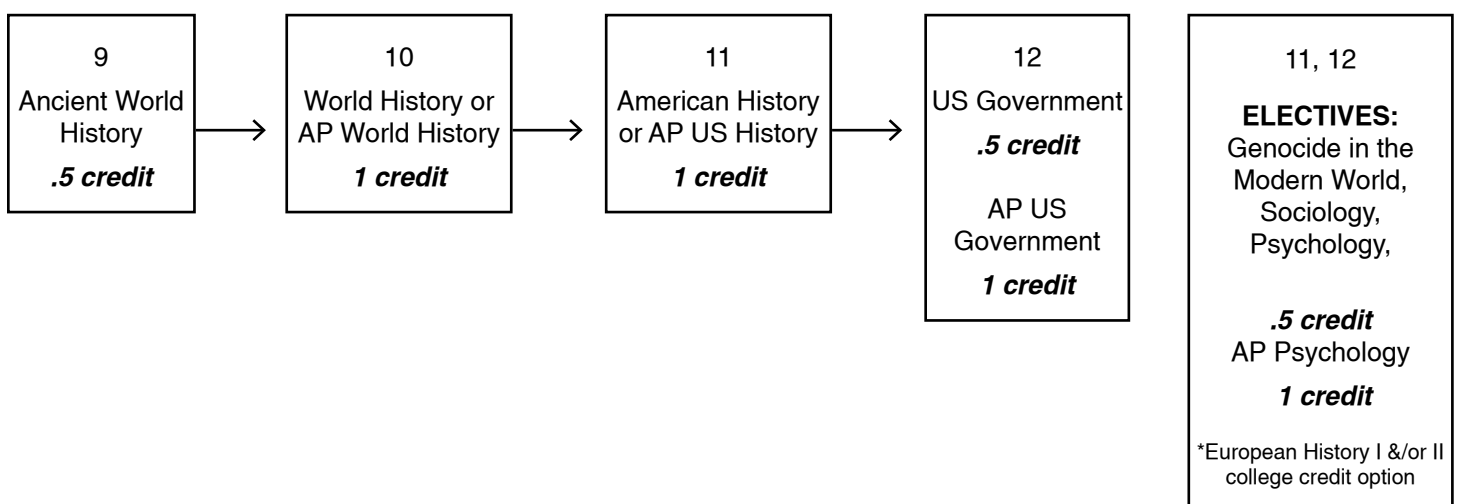 9
Ancient World
History
.5 credit
10
World History or
AP World History
1 credit
11
American History
or AP US History
1 credit
12
US Government
.5 credit
AP US
Government
1 credit
11, 12
ELECTIVES:
Genocide in the
Modern World,
Sociology,
Psychology,
.5 credit
AP Psychology
1 credit
*European History I &/or II
college credit option